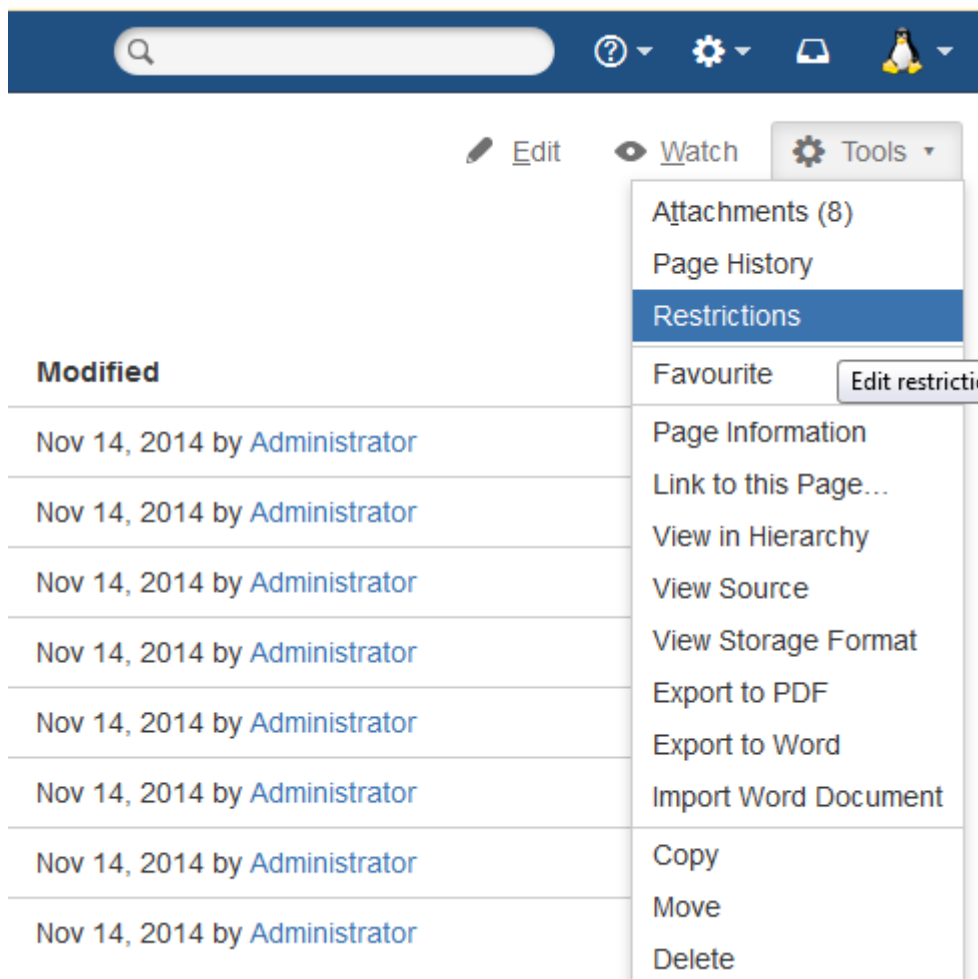 Edit Watch Tools
Attachments (8)
Page History
Restrictions
Favourite
Edit restricti
Page Information
Link to this Page...
View in Hierarchy
View Source
View Storage Format
Export to PDF
Export to Word
Import Word Document
Copy
Move
Delete
Modified
Nov 14, 2014 by Administrator
Nov 14, 2014 by Administrator
Nov 14, 2014 by Administrator
Nov 14, 2014 by Administrator
Nov 14, 2014 by Administrator
Nov 14, 2014 by Administrator
Nov 14, 2014 by Administrator
Nov 14, 2014 by Administrator